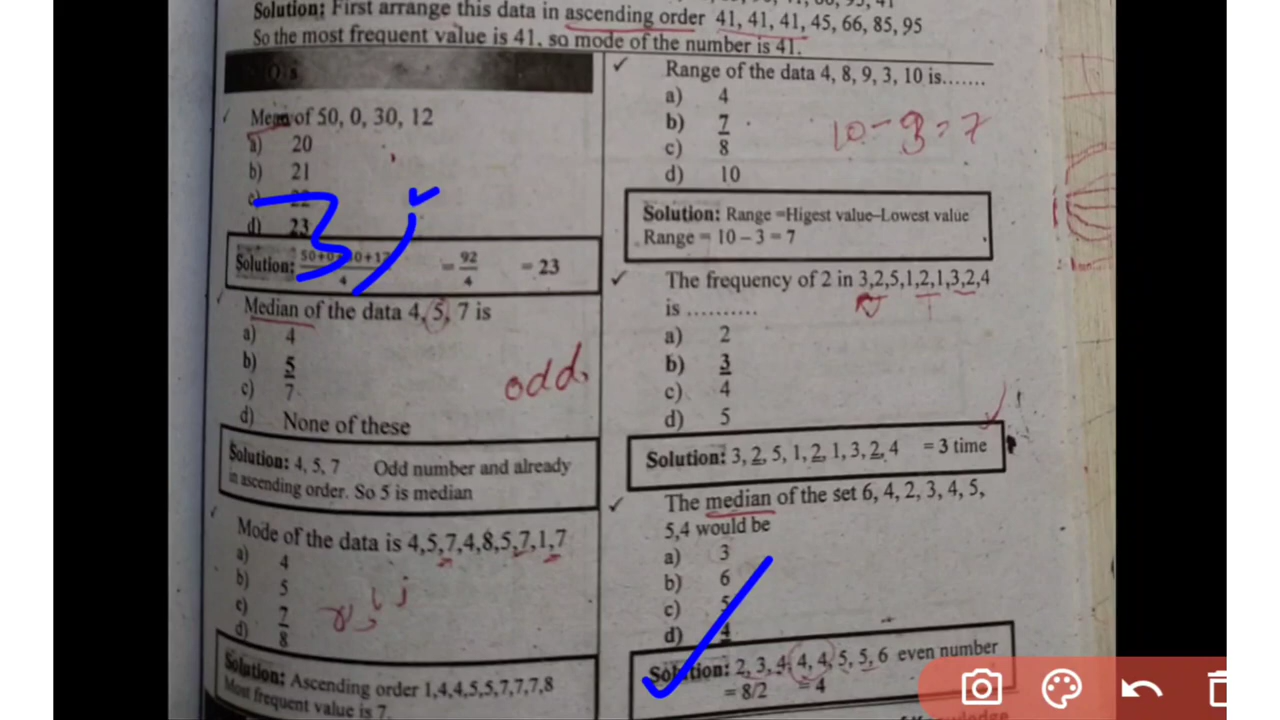 Solution: First arrange this data in ascending order 41, 41, 41, 45, 66, 85, 95
So the most frequent value is 41, so mode of the number is 41.
Mean of 50, 0, 30, 12
a) 20
b) 21
c) 22
d) 23
Solution: 50+0+30+12/4 = 92/4 = 23
Median of the data 4, 5, 7 is
a) 4
b) 5
c) 7
d) None of these
odd
Solution: 4, 5, 7 Odd number and already
in ascending order. So 5 is median
Mode of the data is 4,5,7,4,8,5,7,1,7
a) 4
b) 5
c) 7
d) 8
Solution: Ascending order 1,4,4,5,5,7,7,7,8
Most frequent value is 7
Range of the data 4, 8, 9, 3, 10 is.......
a) 4
b) 7
c) 8
d) 10
10 - 3 = 7
Solution: Range =Higest value–Lowest value
Range = 10 – 3 = 7
The frequency of 2 in 3,2,5,1,2,1,3,2,4
is ..........
a) 2
b) 3
c) 4
d) 5
Solution: 3, 2, 5, 1, 2, 1, 3, 2, 4 = 3 time
The median of the set 6, 4, 2, 3, 4, 5,
5,4 would be
a) 3
b) 6
c) 5
d) 4
Solution: 2, 3, 4, 4, 4, 5, 5, 6 even number
= 8/2 = 4